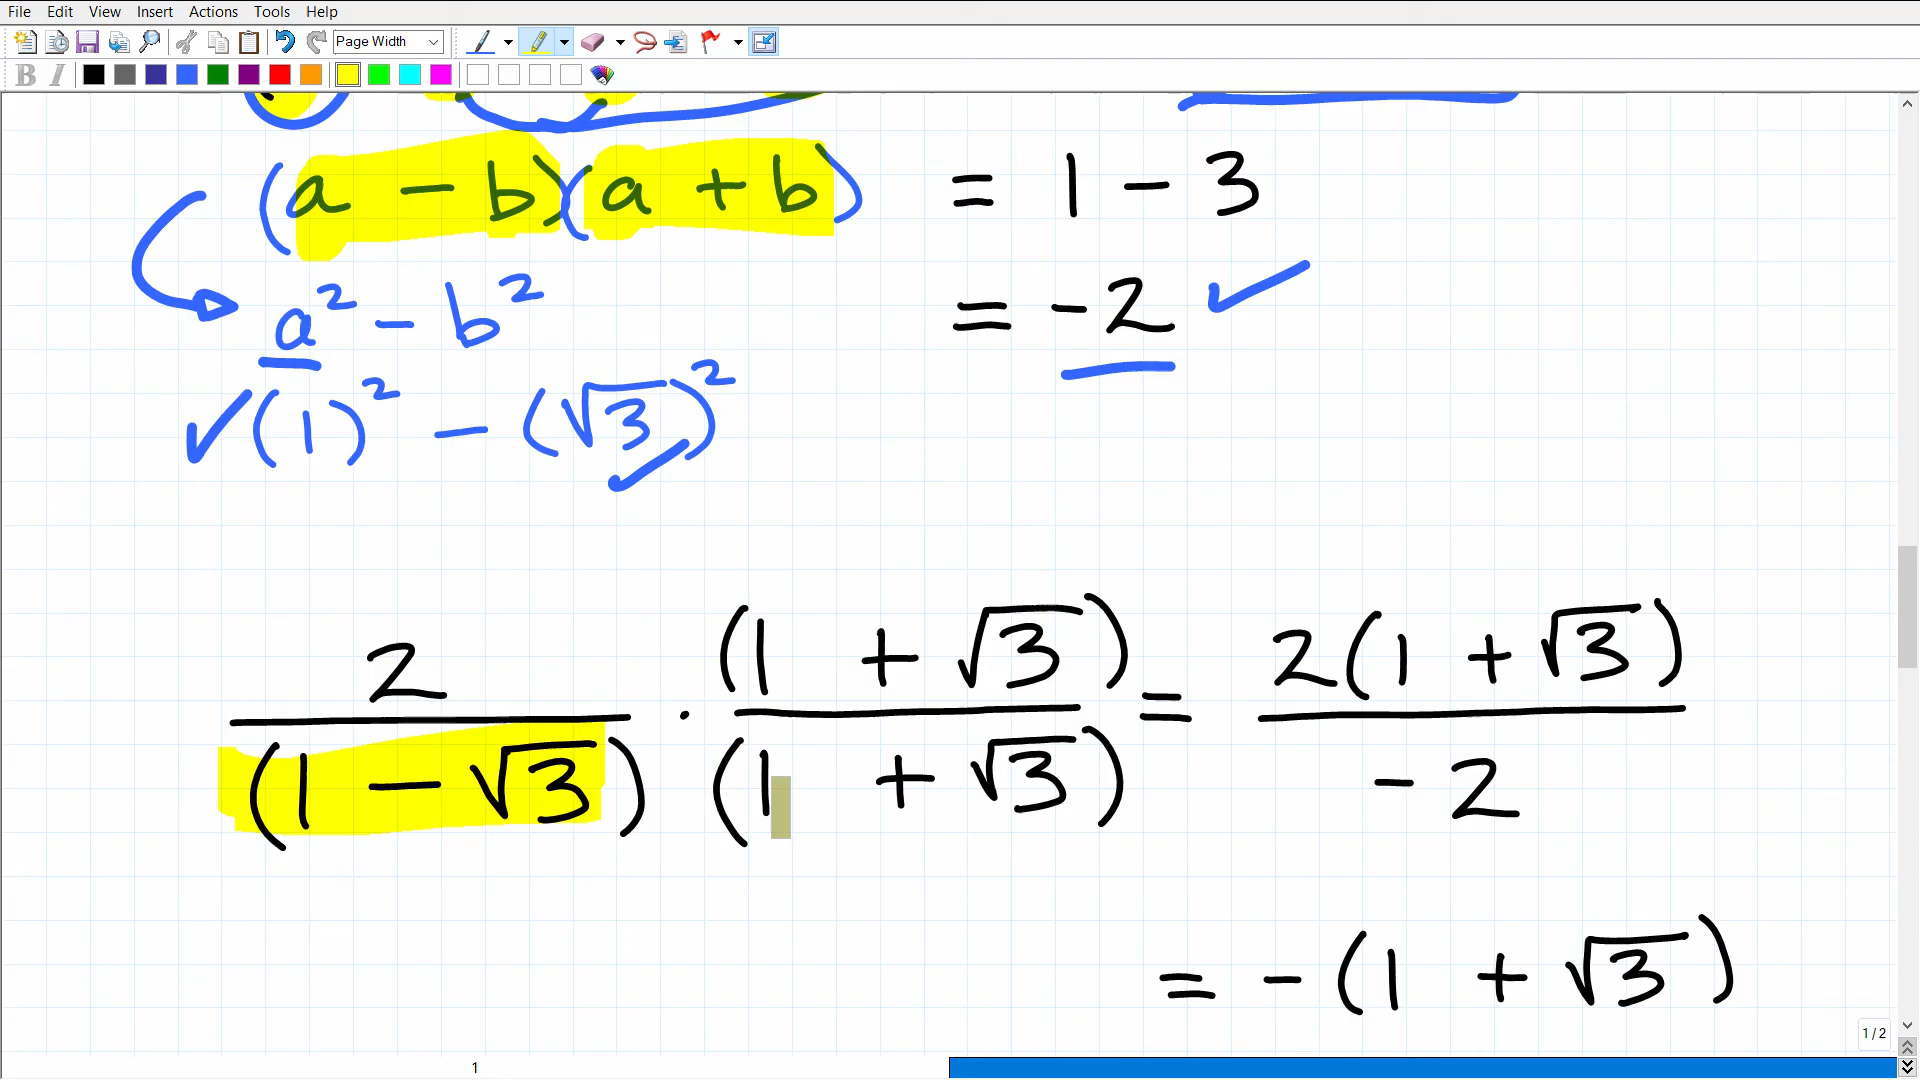 File Edit View Insert Actions Tools Help
Page Width
B I
(a - b)(a + b)
= 1 - 3
a² - b²
= -2
(1)² - (√3)²
2 / (1 - √3) · (1 + √3) / (1 + √3) = 2(1 + √3) / -2
= -(1 + √3)
1 / 2
1